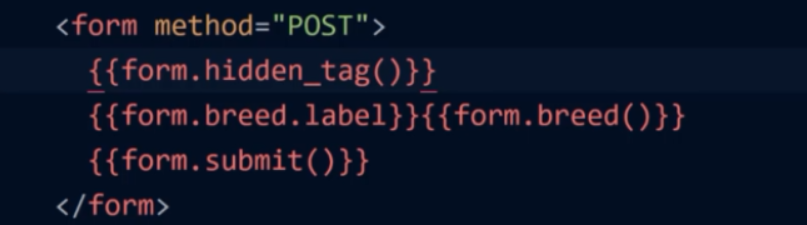 <form method="POST">
{{form.hidden_tag()}}
{{form.breed.label}}{{form.breed()}}
{{form.submit()}}
</form>